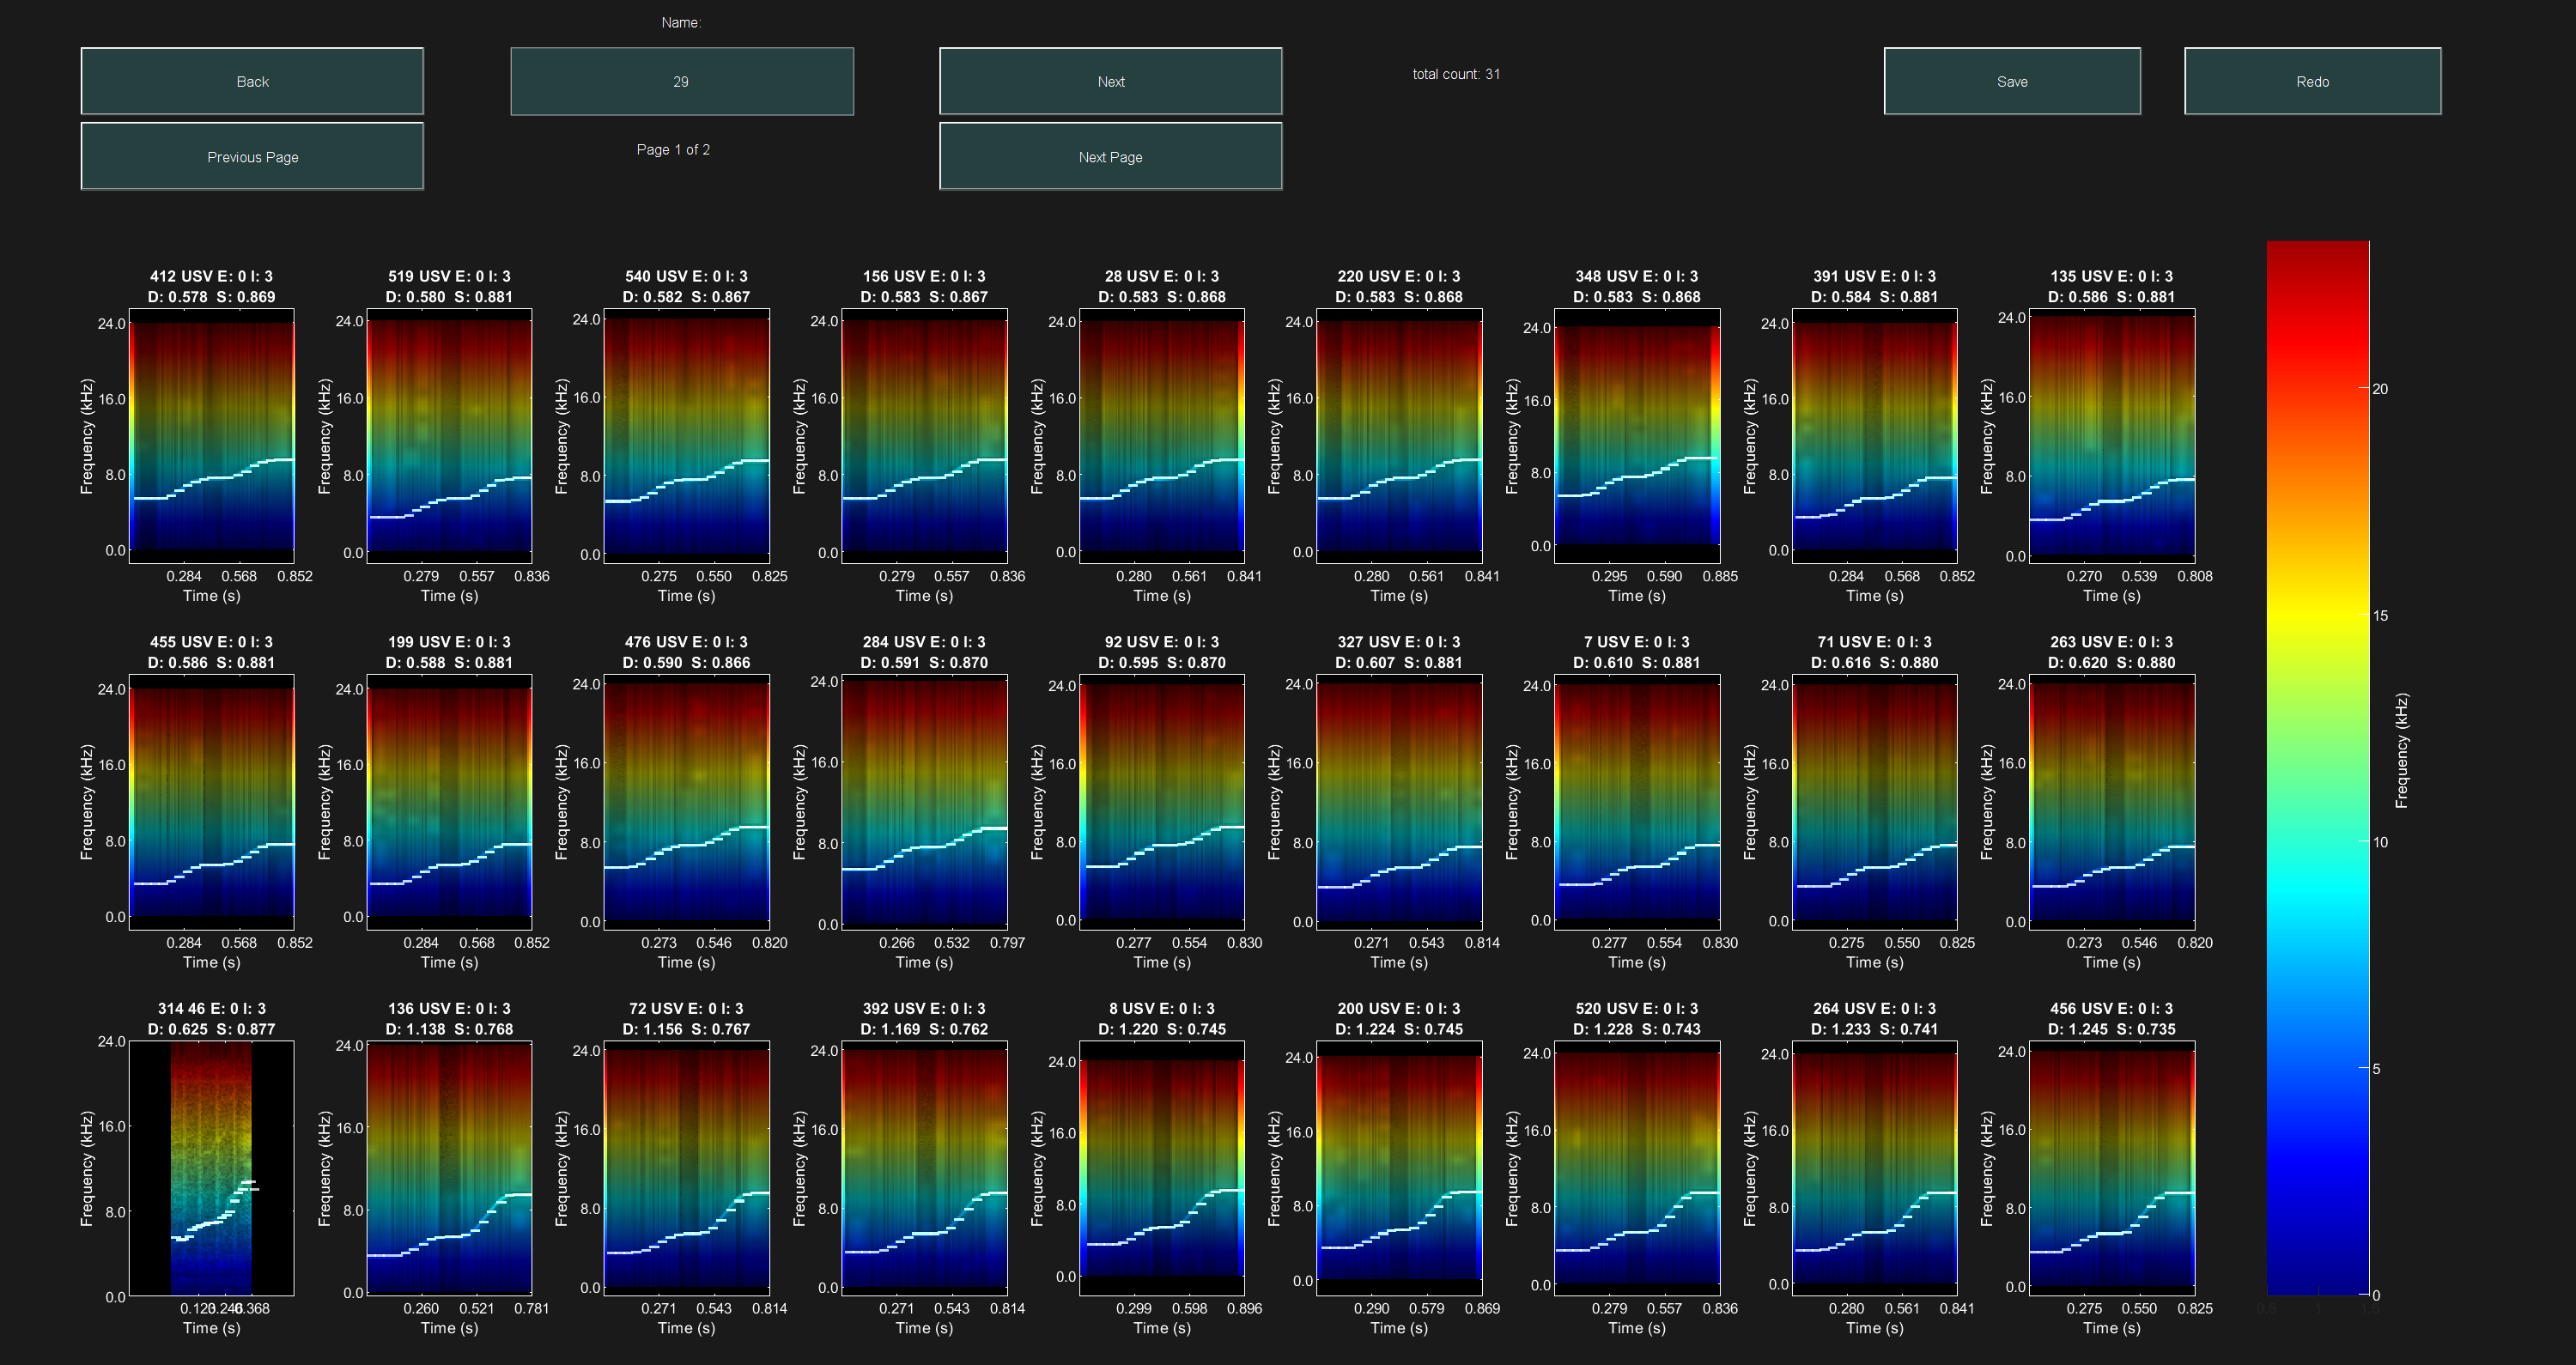 Name:
Back
29
Next
total count: 31
Save
Redo
Previous Page
Page 1 of 2
Next Page
412 USV E: 0 I: 3
D: 0.578 S: 0.869
519 USV E: 0 I: 3
D: 0.580 S: 0.881
540 USV E: 0 I: 3
D: 0.582 S: 0.867
156 USV E: 0 I: 3
D: 0.583 S: 0.867
28 USV E: 0 I: 3
D: 0.583 S: 0.868
220 USV E: 0 I: 3
D: 0.583 S: 0.868
348 USV E: 0 I: 3
D: 0.583 S: 0.868
391 USV E: 0 I: 3
D: 0.584 S: 0.881
135 USV E: 0 I: 3
D: 0.586 S: 0.881
Frequency (kHz) 24.0 16.0 8.0 0.0
0.284 0.568 0.852
Time (s)
Frequency (kHz) 24.0 16.0 8.0 0.0
0.279 0.557 0.836
Time (s)
Frequency (kHz) 24.0 16.0 8.0 0.0
0.275 0.550 0.825
Time (s)
Frequency (kHz) 24.0 16.0 8.0 0.0
0.279 0.557 0.836
Time (s)
Frequency (kHz) 24.0 16.0 8.0 0.0
0.280 0.561 0.841
Time (s)
Frequency (kHz) 24.0 16.0 8.0 0.0
0.280 0.561 0.841
Time (s)
Frequency (kHz) 24.0 16.0 8.0 0.0
0.295 0.590 0.885
Time (s)
Frequency (kHz) 24.0 16.0 8.0 0.0
0.284 0.568 0.852
Time (s)
Frequency (kHz) 24.0 16.0 8.0 0.0
0.270 0.539 0.808
Time (s)
455 USV E: 0 I: 3
D: 0.586 S: 0.881
199 USV E: 0 I: 3
D: 0.588 S: 0.881
476 USV E: 0 I: 3
D: 0.590 S: 0.866
284 USV E: 0 I: 3
D: 0.591 S: 0.870
92 USV E: 0 I: 3
D: 0.595 S: 0.870
327 USV E: 0 I: 3
D: 0.607 S: 0.881
7 USV E: 0 I: 3
D: 0.610 S: 0.881
71 USV E: 0 I: 3
D: 0.616 S: 0.880
263 USV E: 0 I: 3
D: 0.620 S: 0.880
Frequency (kHz) 24.0 16.0 8.0 0.0
0.284 0.568 0.852
Time (s)
Frequency (kHz) 24.0 16.0 8.0 0.0
0.284 0.568 0.852
Time (s)
Frequency (kHz) 24.0 16.0 8.0 0.0
0.273 0.546 0.820
Time (s)
Frequency (kHz) 24.0 16.0 8.0 0.0
0.266 0.532 0.797
Time (s)
Frequency (kHz) 24.0 16.0 8.0 0.0
0.277 0.554 0.830
Time (s)
Frequency (kHz) 24.0 16.0 8.0 0.0
0.271 0.543 0.814
Time (s)
Frequency (kHz) 24.0 16.0 8.0 0.0
0.277 0.554 0.830
Time (s)
Frequency (kHz) 24.0 16.0 8.0 0.0
0.275 0.550 0.825
Time (s)
Frequency (kHz) 24.0 16.0 8.0 0.0
0.273 0.546 0.820
Time (s)
314 46 E: 0 I: 3
D: 0.625 S: 0.877
136 USV E: 0 I: 3
D: 1.138 S: 0.768
72 USV E: 0 I: 3
D: 1.156 S: 0.767
392 USV E: 0 I: 3
D: 1.169 S: 0.762
8 USV E: 0 I: 3
D: 1.220 S: 0.745
200 USV E: 0 I: 3
D: 1.224 S: 0.745
520 USV E: 0 I: 3
D: 1.228 S: 0.743
264 USV E: 0 I: 3
D: 1.233 S: 0.741
456 USV E: 0 I: 3
D: 1.245 S: 0.735
Frequency (kHz) 24.0 16.0 8.0 0.0
0.368
Time (s)
Frequency (kHz) 24.0 16.0 8.0 0.0
0.260 0.521 0.781
Time (s)
Frequency (kHz) 24.0 16.0 8.0 0.0
0.271 0.543 0.814
Time (s)
Frequency (kHz) 24.0 16.0 8.0 0.0
0.271 0.543 0.814
Time (s)
Frequency (kHz) 24.0 16.0 8.0 0.0
0.299 0.598 0.896
Time (s)
Frequency (kHz) 24.0 16.0 8.0 0.0
0.290 0.579 0.869
Time (s)
Frequency (kHz) 24.0 16.0 8.0 0.0
0.279 0.557 0.836
Time (s)
Frequency (kHz) 24.0 16.0 8.0 0.0
0.280 0.561 0.841
Time (s)
Frequency (kHz) 24.0 16.0 8.0 0.0
0.275 0.550 0.825
Time (s)
20
15
10
5
0
Frequency (kHz)
0.5 1 1.5